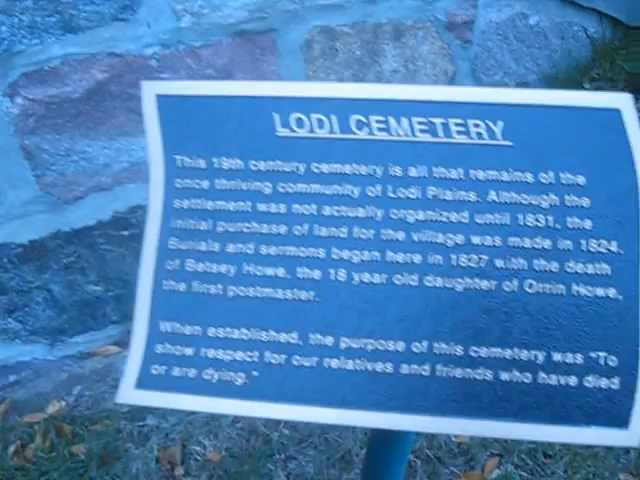 LODI CEMETERY
This 19th century cemetery is all that remains of the
once thriving community of Lodi Plains. Although the
settlement was not actually organized until 1831, the
initial purchase of land for the village was made in 1824.
Burials and sermons began here in 1827 with the death
of Betsey Howe, the 18 year old daughter of Orrin Howe,
the first postmaster.
When established, the purpose of this cemetery was "To
show respect for our relatives and friends who have died
or are dying."